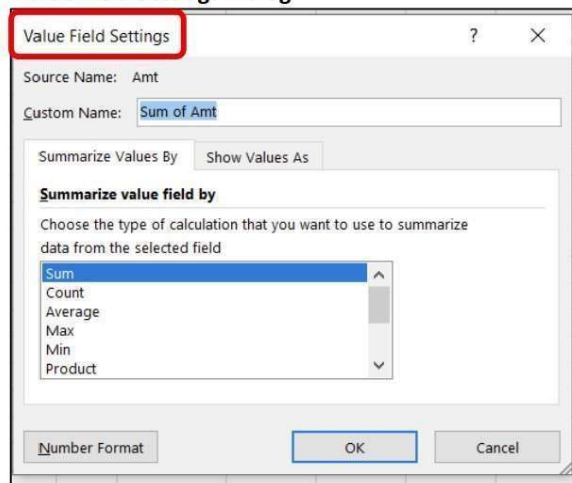 Value Field Settings ? ×
Source Name: Amt
Custom Name: Sum of Amt
Summarize Values By Show Values As
Summarize value field by
Choose the type of calculation that you want to use to summarize
data from the selected field
Sum
Count
Average
Max
Min
Product
Number Format OK Cancel